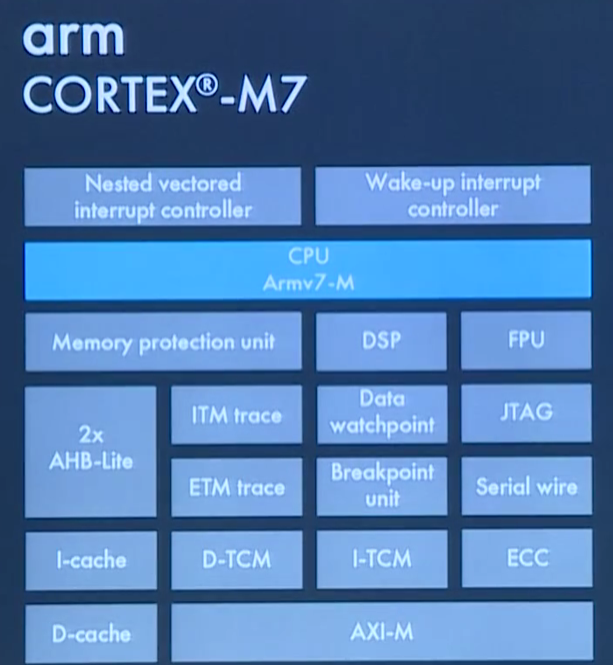 arm
CORTEX®-M7
Nested vectored
interrupt controller
Wake-up interrupt
controller
CPU
Armv7-M
Memory protection unit
DSP
FPU
2x
AHB-Lite
ITM trace
Data
watchpoint
JTAG
ETM trace
Breakpoint
unit
Serial wire
I-cache
D-TCM
I-TCM
ECC
D-cache
AXI-M